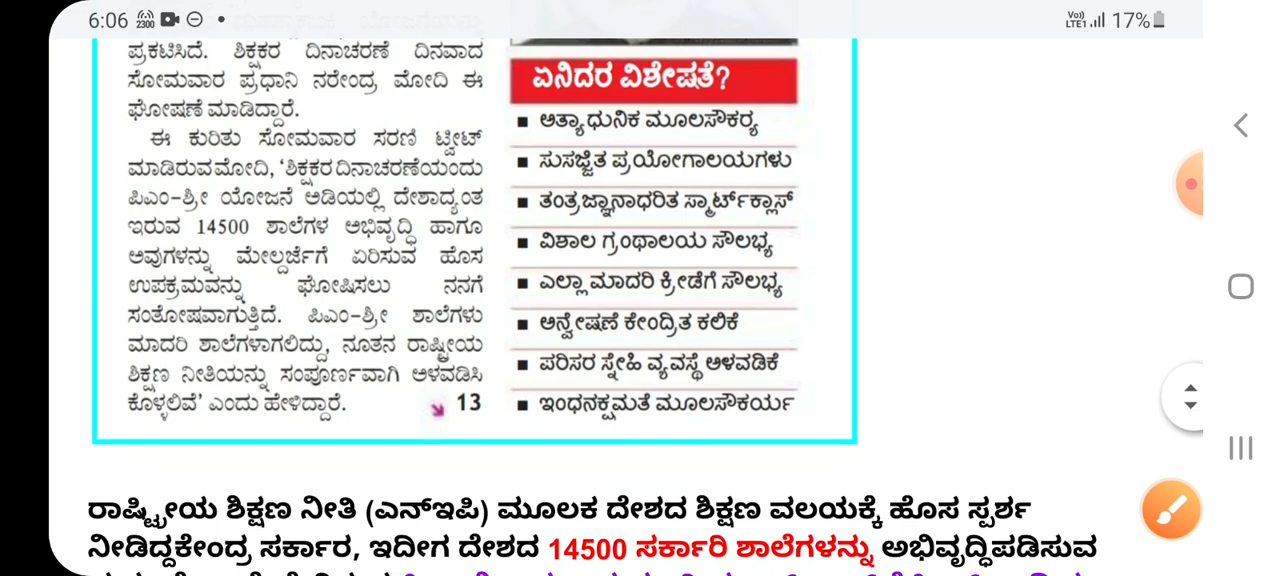 6:06
2300
Vo))
LTE1
17%
ಪ್ರಕಟಿಸಿದೆ. ಶಿಕ್ಷಕರ ದಿನಾಚರಣೆ ದಿನವಾದ
ಸೋಮವಾರ ಪ್ರಧಾನಿ ನರೇಂದ್ರ ಮೋದಿ ಈ
ಘೋಷಣೆ ಮಾಡಿದ್ದಾರೆ.
ಈ ಕುರಿತು ಸೋಮವಾರ ಸರಣಿ ಟ್ವೀಟ್
ಮಾಡಿರುವ ಮೋದಿ, ‘ಶಿಕ್ಷಕರ ದಿನಾಚರಣೆಯಂದು
ಪಿಎಂ-ಶ್ರೀ ಯೋಜನೆ ಅಡಿಯಲ್ಲಿ ದೇಶಾದ್ಯಂತ
ಇರುವ 14500 ಶಾಲೆಗಳ ಅಭಿವೃದ್ಧಿ ಹಾಗೂ
ಅವುಗಳನ್ನು ಮೇಲ್ದರ್ಜೆಗೆ ಏರಿಸುವ ಹೊಸ
ಉಪಕ್ರಮವನ್ನು ಘೋಷಿಸಲು ನನಗೆ
ಸಂತೋಷವಾಗುತ್ತಿದೆ. ಪಿಎಂ-ಶ್ರೀ ಶಾಲೆಗಳು
ಮಾದರಿ ಶಾಲೆಗಳಾಗಲಿದ್ದು, ನೂತನ ರಾಷ್ಟ್ರೀಯ
ಶಿಕ್ಷಣ ನೀತಿಯನ್ನು ಸಂಪೂರ್ಣವಾಗಿ ಅಳವಡಿಸಿ
ಕೊಳ್ಳಲಿವೆ’ ಎಂದು ಹೇಳಿದ್ದಾರೆ. 13
ಏನಿದರ ವಿಶೇಷತೆ?
■ ಅತ್ಯಾಧುನಿಕ ಮೂಲಸೌಕರ‍್ಯ
■ ಸುಸಜ್ಜಿತ ಪ್ರಯೋಗಾಲಯಗಳು
■ ತಂತ್ರಜ್ಞಾನಾಧರಿತ ಸ್ಮಾರ್ಟ್‌ಕ್ಲಾಸ್
■ ವಿಶಾಲ ಗ್ರಂಥಾಲಯ ಸೌಲಭ್ಯ
■ ಎಲ್ಲಾ ಮಾದರಿ ಕ್ರೀಡೆಗೆ ಸೌಲಭ್ಯ
■ ಅನ್ವೇಷಣೆ ಕೇಂದ್ರಿತ ಕಲಿಕೆ
■ ಪರಿಸರ ಸ್ನೇಹಿ ವ್ಯವಸ್ಥೆ ಅಳವಡಿಕೆ
■ ಇಂಧನಕ್ಷಮತೆ ಮೂಲಸೌಕರ್ಯ
ರಾಷ್ಟ್ರೀಯ ಶಿಕ್ಷಣ ನೀತಿ (ಎನ್‌ಇಪಿ) ಮೂಲಕ ದೇಶದ ಶಿಕ್ಷಣ ವಲಯಕ್ಕೆ ಹೊಸ ಸ್ಪರ್ಶ
ನೀಡಿದ್ದಕೇಂದ್ರ ಸರ್ಕಾರ, ಇದೀಗ ದೇಶದ 14500 ಸರ್ಕಾರಿ ಶಾಲೆಗಳನ್ನು ಅಭಿವೃದ್ಧಿಪಡಿಸುವ